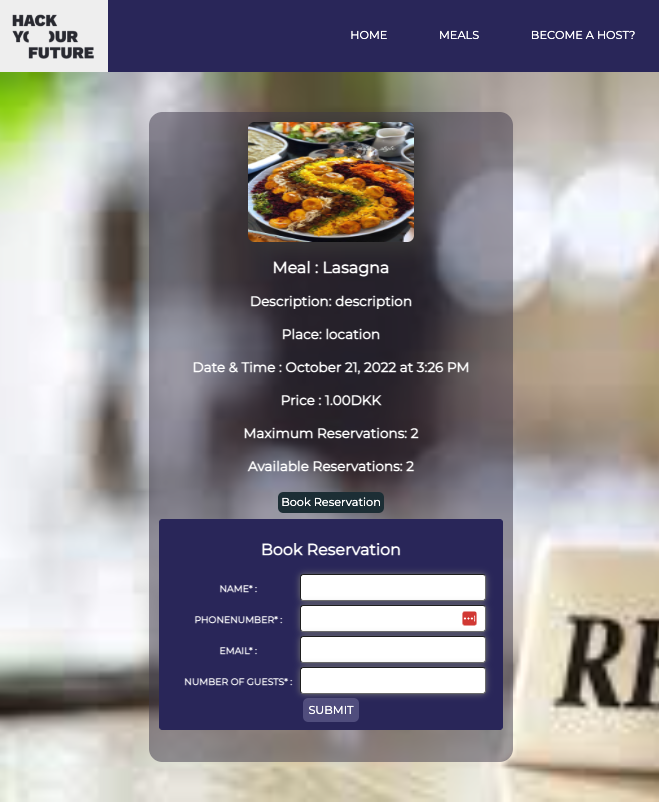 HACK
YOUR
FUTURE
HOME
MEALS
BECOME A HOST?
Meal : Lasagna
Description: description
Place: location
Date & Time : October 21, 2022 at 3:26 PM
Price : 1.00DKK
Maximum Reservations: 2
Available Reservations: 2
Book Reservation
Book Reservation
NAME* :
PHONENUMBER* :
EMAIL* :
NUMBER OF GUESTS* :
SUBMIT
RE